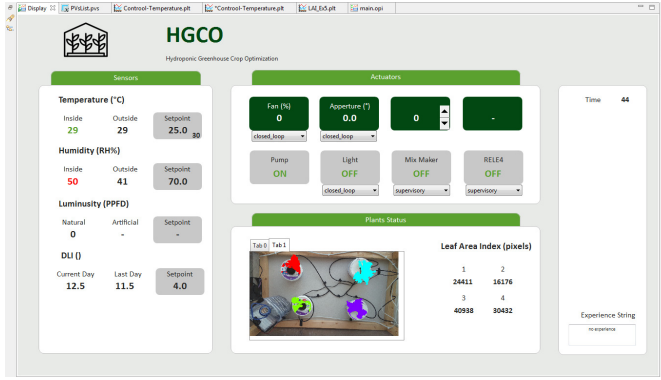 Display
PVsList.pvs
Controol-Temperature.plt
*Controol-Temperature.plt
LAI_Ex5.plt
main.opi
HGCO
Hydroponic Greenhouse Crop Optimization
Sensors
Temperature (°C)
Inside Outside Setpoint
29 29 25.0 30
Humidity (RH%)
Inside Outside Setpoint
50 41 70.0
Luminusity (PPFD)
Natural Artificial Setpoint
0 - -
DLI ()
Current Day Last Day Setpoint
12.5 11.5 4.0
Actuators
Fan (%) Apperture (°)
0 0.0 0 -
closed_loop closed_loop
Pump Light Mix Maker RELE4
ON OFF OFF OFF
closed_loop supervisory supervisory
Plants Status
Tab 0 Tab 1
Leaf Area Index (pixels)
1 2
24411 16176
3 4
40938 30432
Time 44
Experience String
no experience